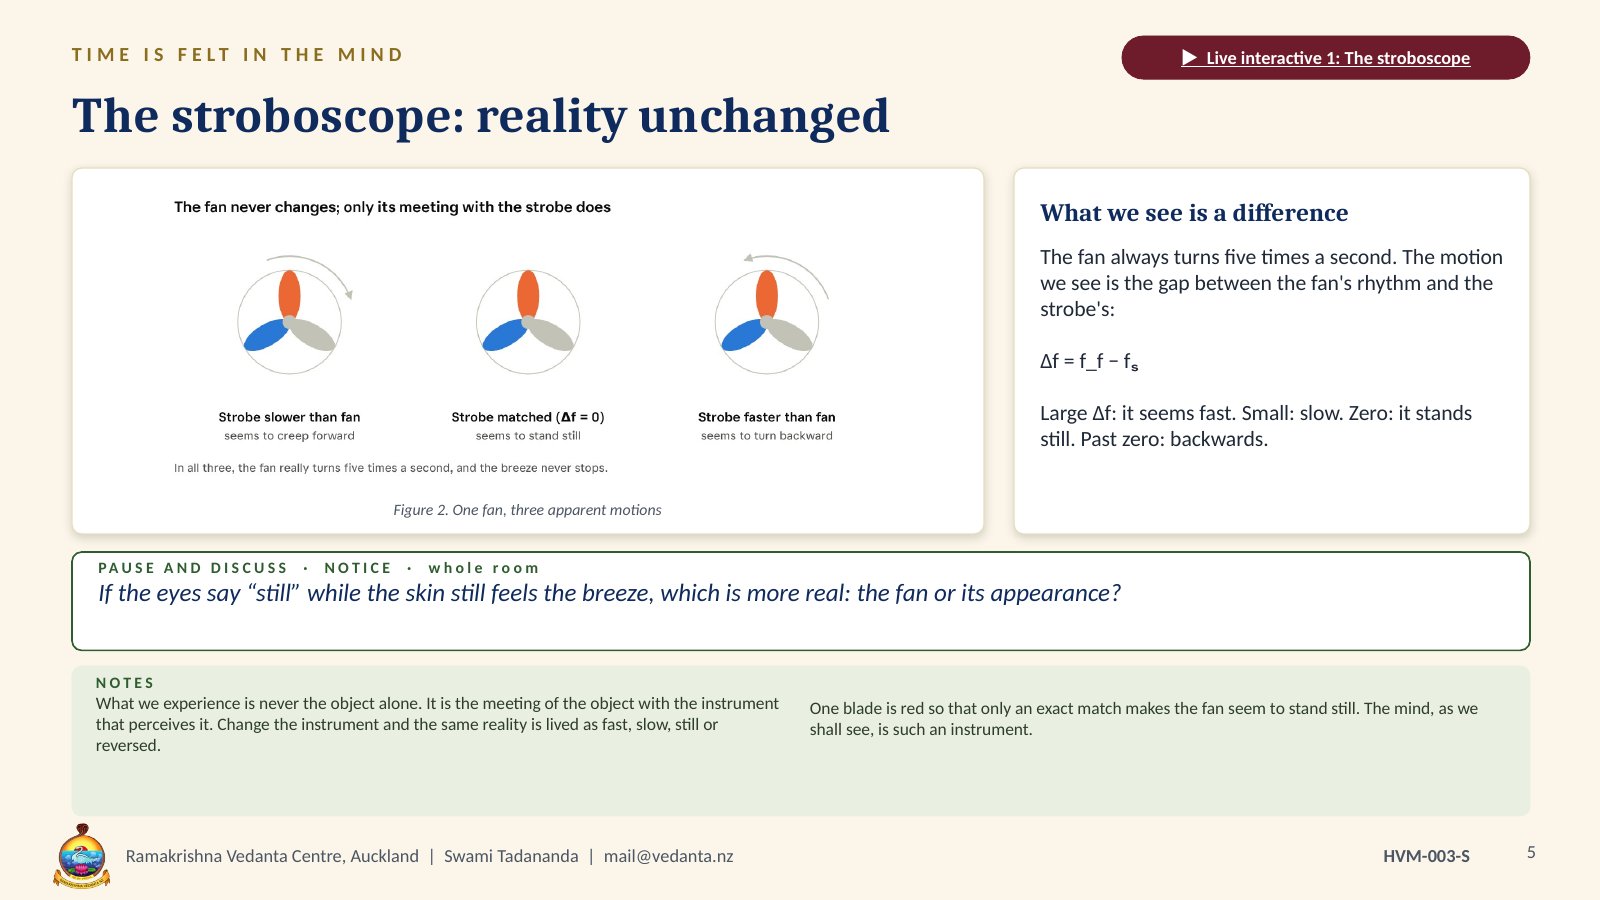 TIME IS FELT IN THE MIND
▶ Live interactive 1: The stroboscope
The stroboscope: reality unchanged
The fan never changes; only its meeting with the strobe does
Strobe slower than fan
seems to creep forward
Strobe matched (Δf = 0)
seems to stand still
Strobe faster than fan
seems to turn backward
In all three, the fan really turns five times a second, and the breeze never stops.
Figure 2. One fan, three apparent motions
What we see is a difference
The fan always turns five times a second. The motion
we see is the gap between the fan's rhythm and the
strobe's:
Δf = f_f − fₛ
Large Δf: it seems fast. Small: slow. Zero: it stands
still. Past zero: backwards.
PAUSE AND DISCUSS · NOTICE · whole room
If the eyes say “still” while the skin still feels the breeze, which is more real: the fan or its appearance?
NOTES
What we experience is never the object alone. It is the meeting of the object with the instrument
that perceives it. Change the instrument and the same reality is lived as fast, slow, still or
reversed.
One blade is red so that only an exact match makes the fan seem to stand still. The mind, as we
shall see, is such an instrument.
Ramakrishna Vedanta Centre, Auckland | Swami Tadananda | mail@vedanta.nz
HVM-003-S
5